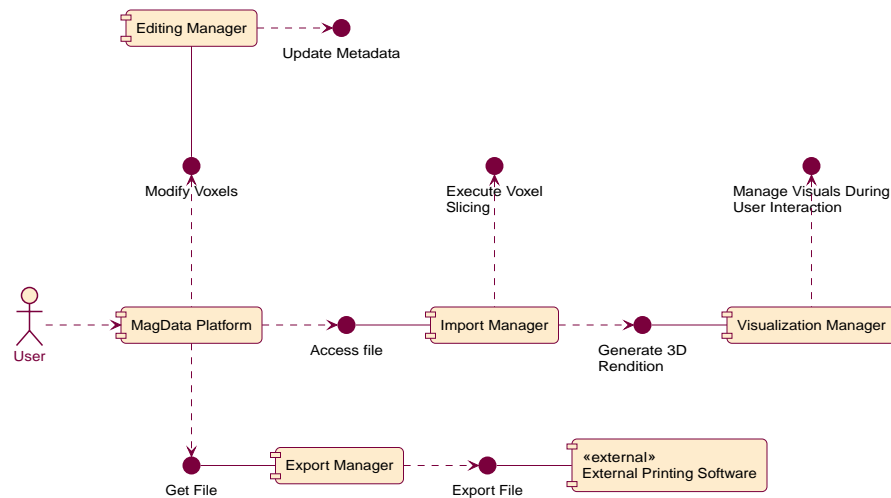 Editing Manager
Update Metadata
Modify Voxels
Execute Voxel
Slicing
Manage Visuals During
User Interaction
User
MagData Platform
Access file
Import Manager
Generate 3D
Rendition
Visualization Manager
Get File
Export Manager
Export File
«external»
External Printing Software